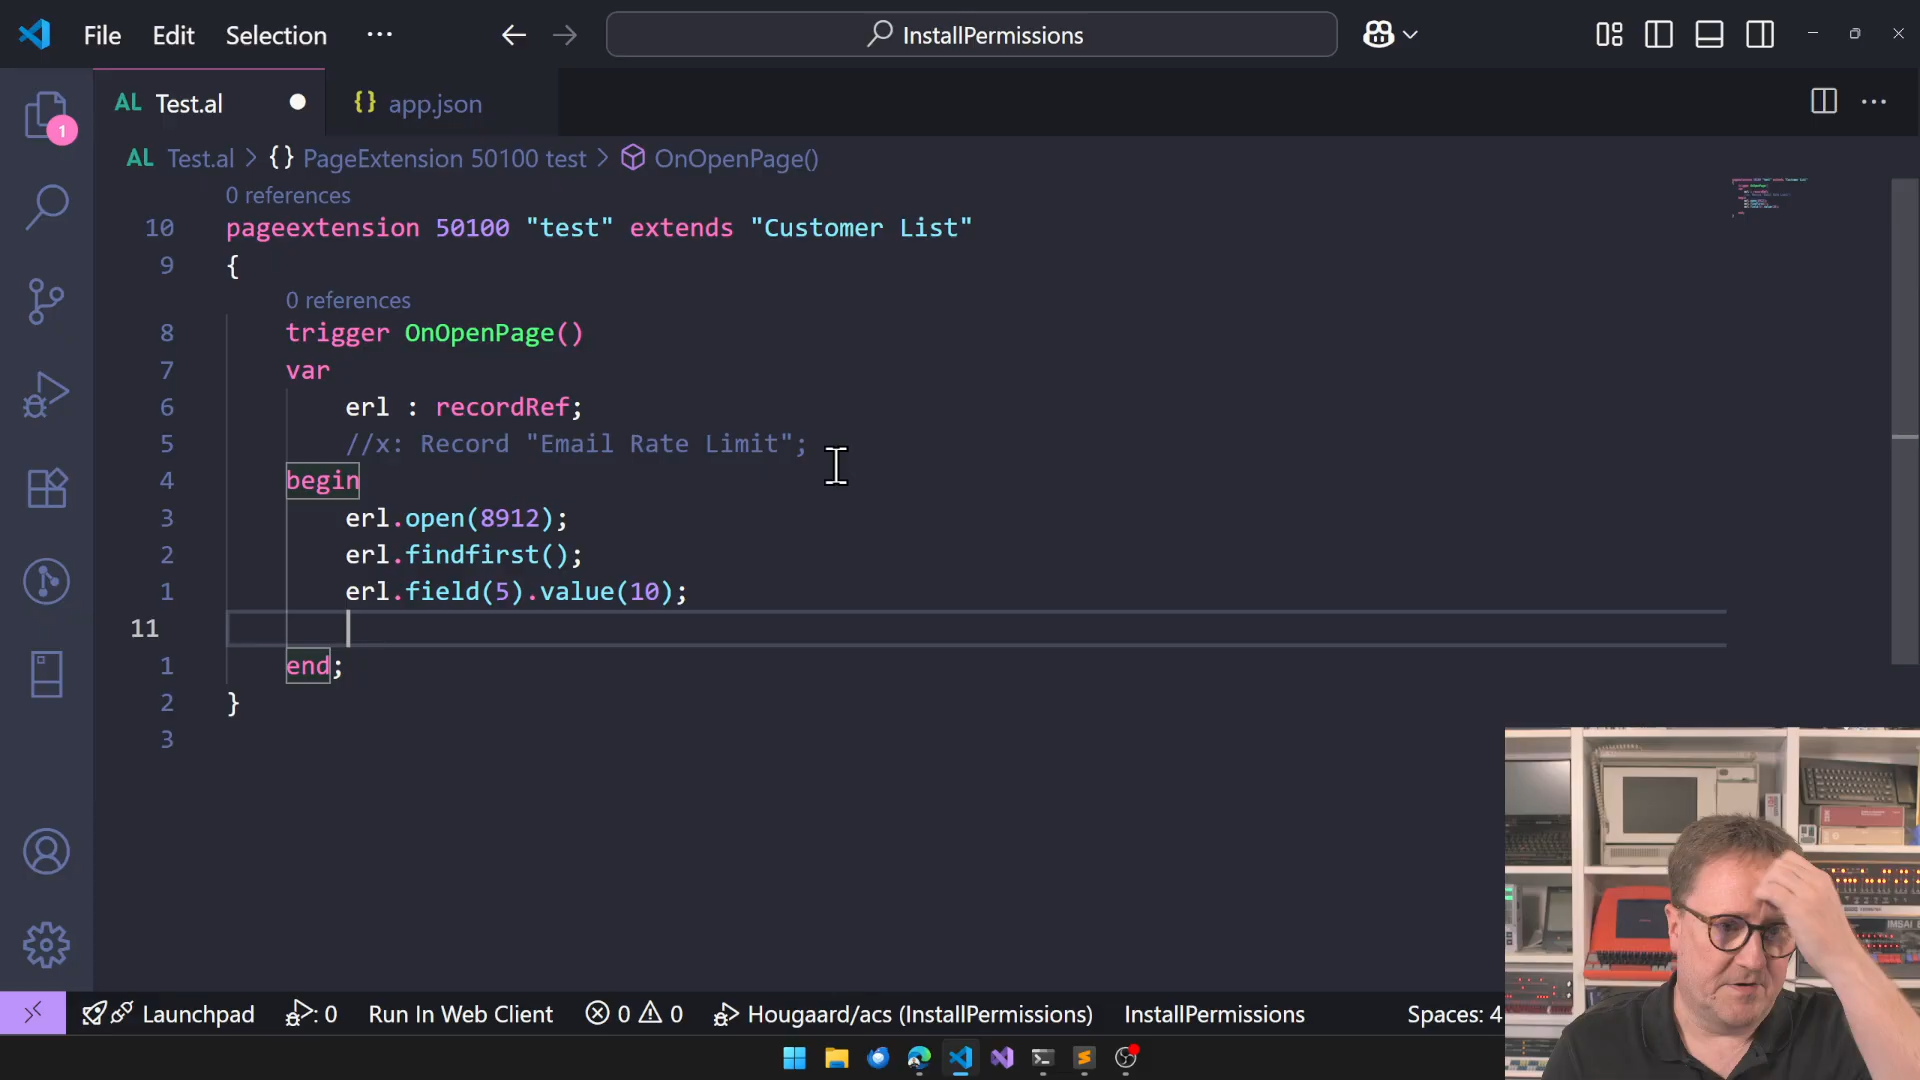 File Edit Selection ··· InstallPermissions
AL Test.al {} app.json
1
AL Test.al > {} PageExtension 50100 test > OnOpenPage()
0 references
10 pageextension 50100 "test" extends "Customer List"
9 {
0 references
8 trigger OnOpenPage()
7 var
6 erl : recordRef;
5 //x: Record "Email Rate Limit";
4 begin
3 erl.open(8912);
2 erl.findfirst();
1 erl.field(5).value(10);
11
1 end;
2 }
3
Launchpad : 0 Run In Web Client 0 0 Hougaard/acs (InstallPermissions) InstallPermissions Spaces: 4